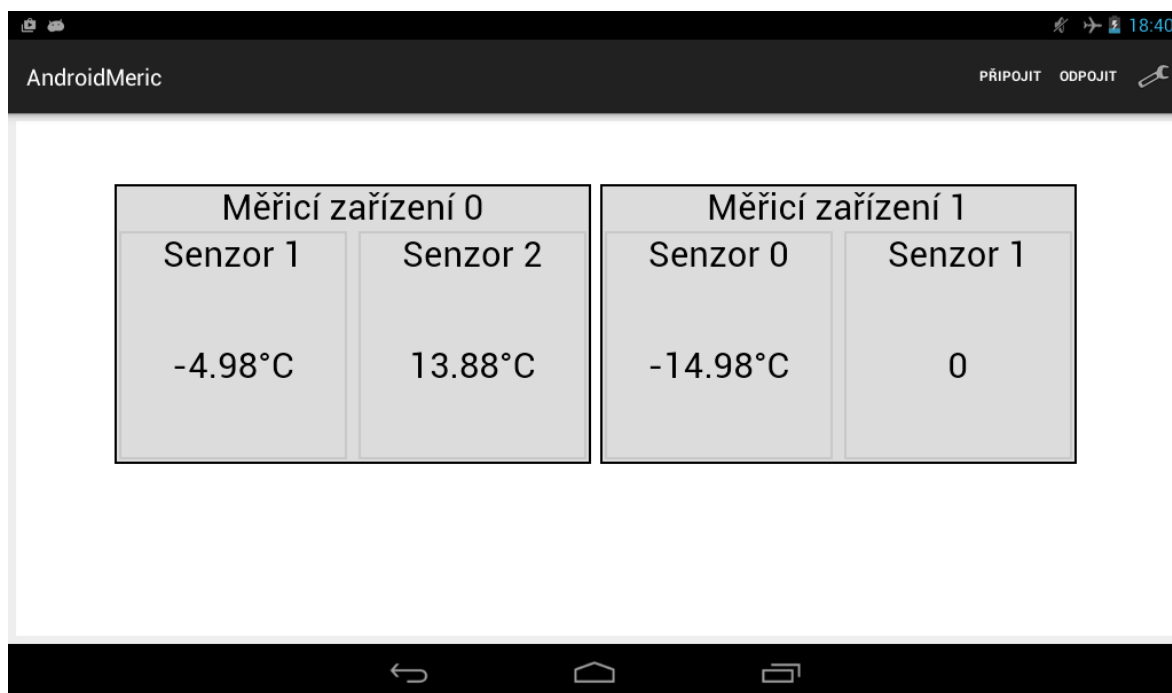 18:40
AndroidMeric
PŘIPOJIT ODPOJIT
Měřicí zařízení 0
Senzor 1 Senzor 2
-4.98°C 13.88°C
Měřicí zařízení 1
Senzor 0 Senzor 1
-14.98°C 0